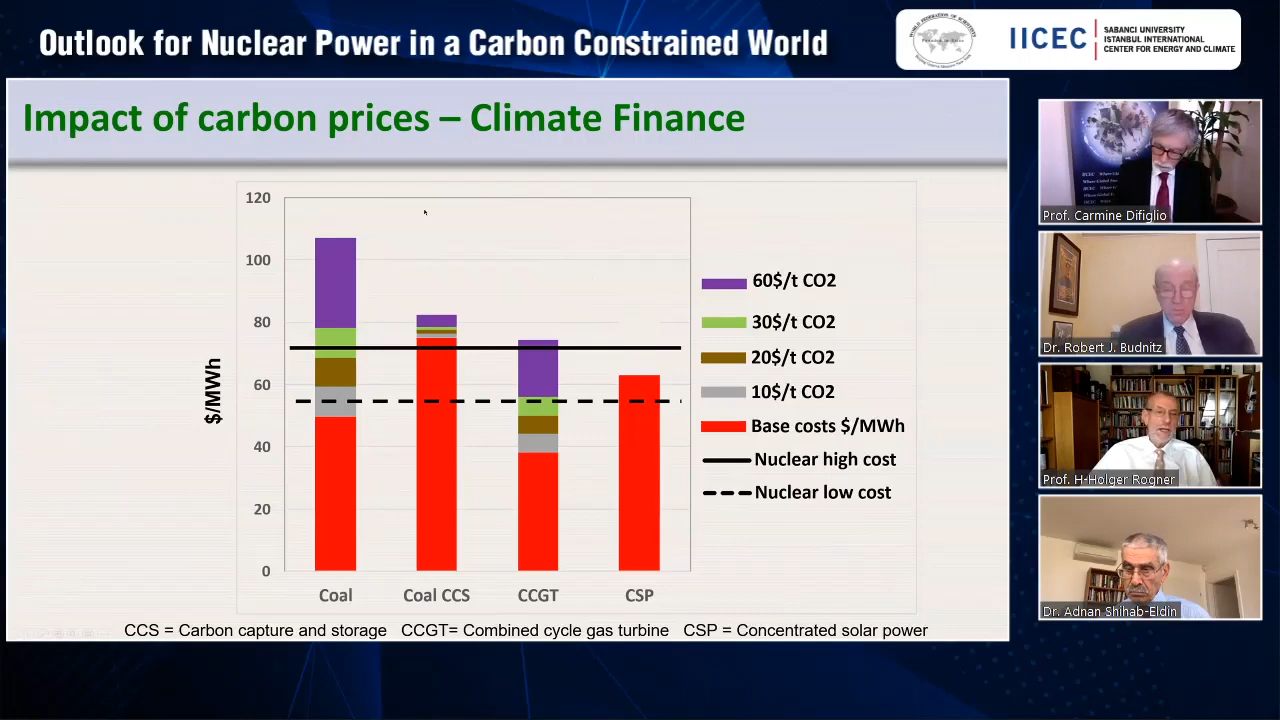 Outlook for Nuclear Power in a Carbon Constrained World
IICEC
SABANCI UNIVERSITY
ISTANBUL INTERNATIONAL
CENTER FOR ENERGY AND CLIMATE
Impact of carbon prices – Climate Finance
120
100
80
60
40
20
0
$/MWh
Coal
Coal CCS
CCGT
CSP
60$/t CO2
30$/t CO2
20$/t CO2
10$/t CO2
Base costs $/MWh
Nuclear high cost
Nuclear low cost
CCS = Carbon capture and storage CCGT= Combined cycle gas turbine CSP = Concentrated solar power
Prof. Carmine Difiglio
Dr. Robert J. Budnitz
Prof. H-Holger Rogner
Dr. Adnan Shihab-Eldin